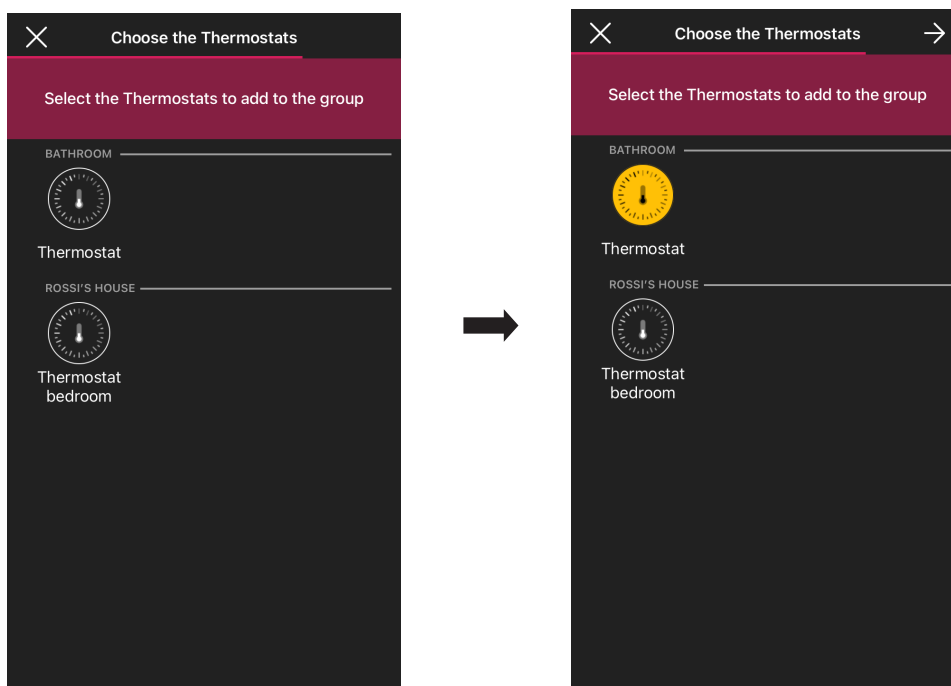 Choose the Thermostats
Select the Thermostats to add to the group
BATHROOM
Thermostat
ROSSI'S HOUSE
Thermostat
bedroom
Choose the Thermostats
Select the Thermostats to add to the group
BATHROOM
Thermostat
ROSSI'S HOUSE
Thermostat
bedroom